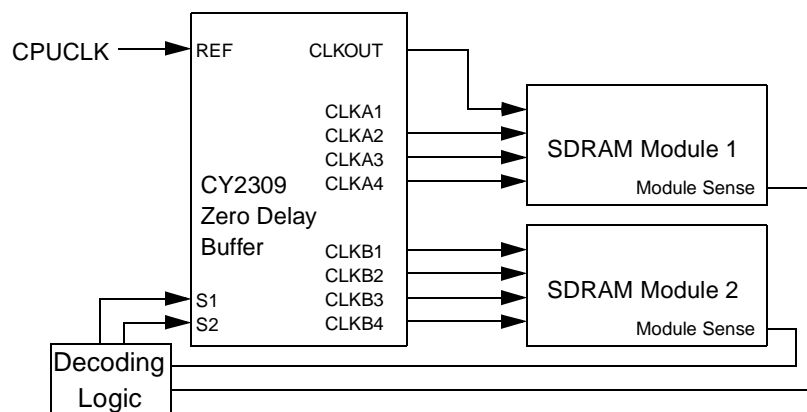 CPUCLK
REF
CLKOUT
CLKA1
CLKA2
CLKA3
CLKA4
CY2309
Zero Delay
Buffer
CLKB1
CLKB2
CLKB3
CLKB4
S1
S2
SDRAM Module 1
Module Sense
SDRAM Module 2
Module Sense
Decoding
Logic